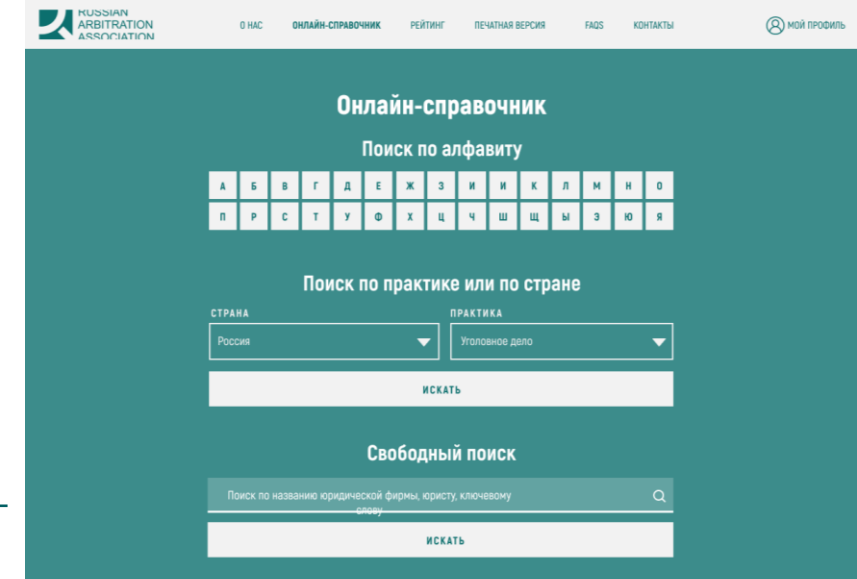 RUSSIAN
ARBITRATION
ASSOCIATION
О НАС ОНЛАЙН-СПРАВОЧНИК РЕЙТИНГ ПЕЧАТНАЯ ВЕРСИЯ FAQS КОНТАКТЫ МОЙ ПРОФИЛЬ
Онлайн-справочник
Поиск по алфавиту
А Б В Г Д Е Ж З И И К Л М Н О
П Р С Т У Ф Х Ц Ч Ш Щ Ы Э Ю Я
Поиск по практике или по стране
СТРАНА ПРАКТИКА
Россия Уголовное дело
ИСКАТЬ
Свободный поиск
Поиск по названию юридической фирмы, юристу, ключевому
слову
ИСКАТЬ